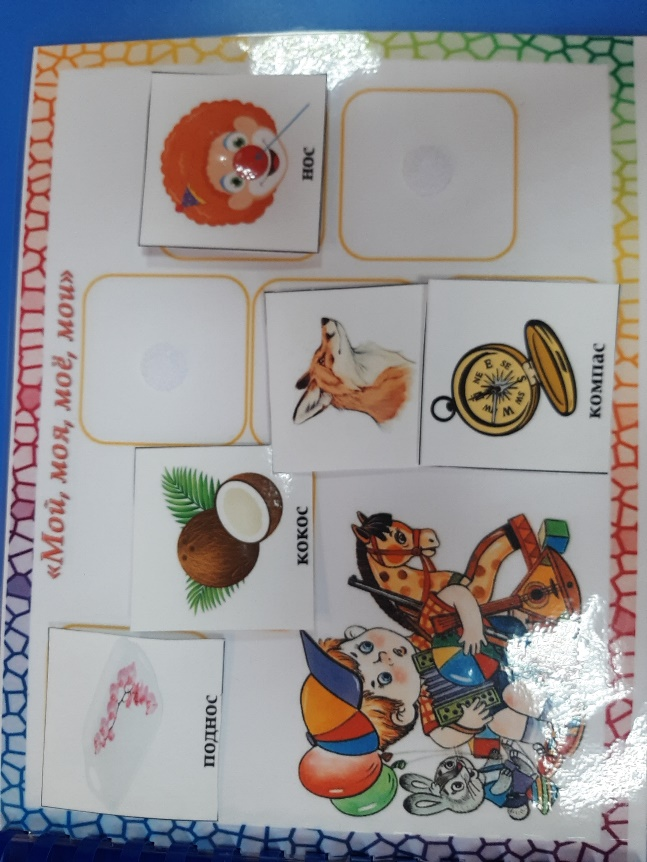 «Мой, моя, моё, мои»
нос
компас
кокос
поднос